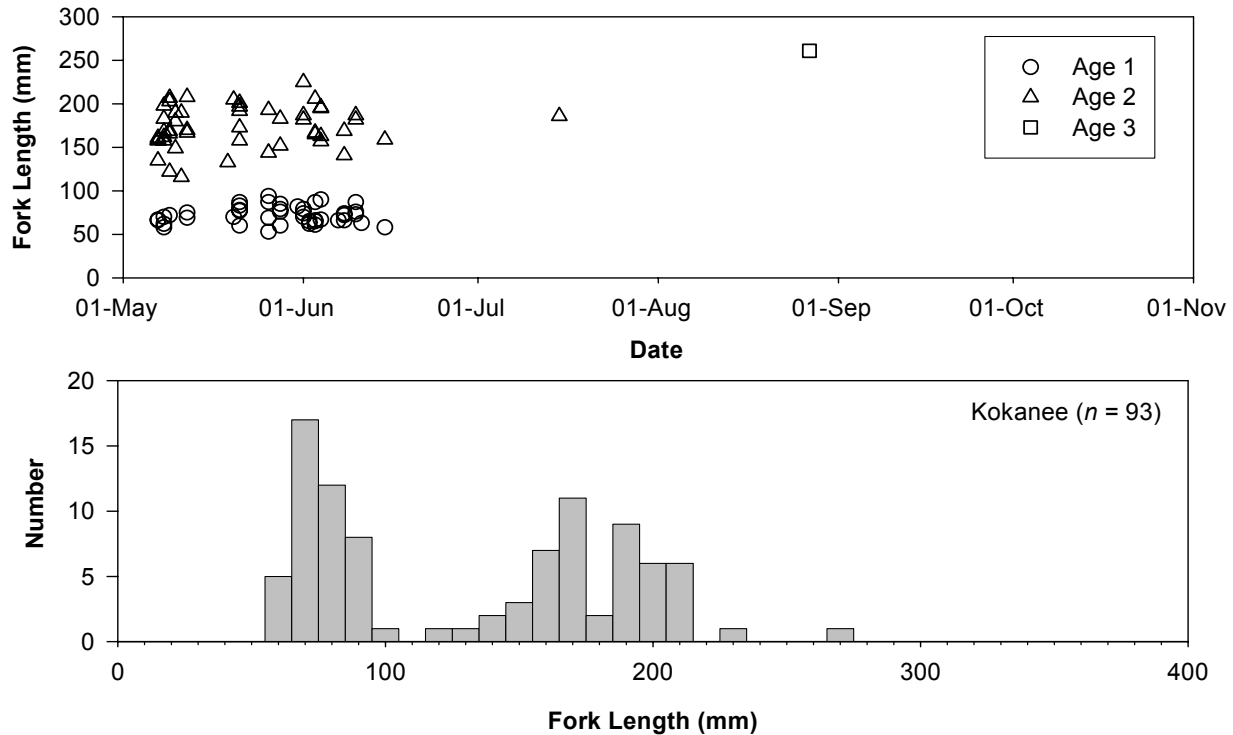 300
250
200
150
100
50
0
Fork Length (mm)
Age 1
Age 2
Age 3
01-May 01-Jun 01-Jul 01-Aug 01-Sep 01-Oct 01-Nov
Date
20
15
10
5
0
Number
Kokanee (n = 93)
0 100 200 300 400
Fork Length (mm)